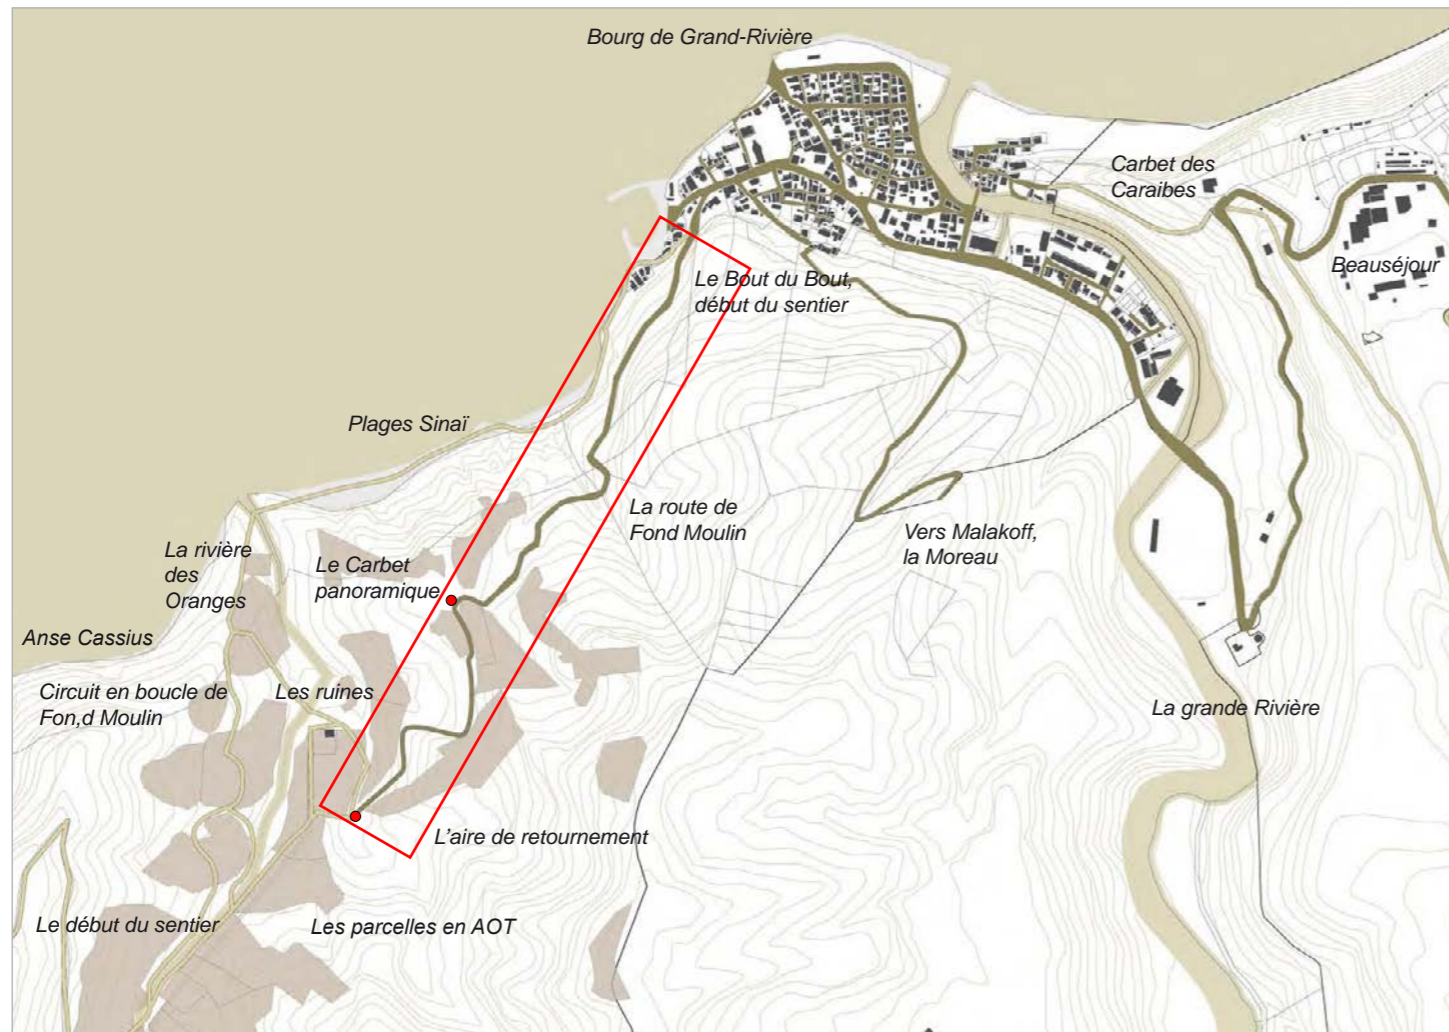 Bourg de Grand-Rivière
Carbet des
Caraibes
Beauséjour
Le Bout du Bout,
début du sentier
Plages Sinaï
La route de
Fond Moulin
Vers Malakoff,
la Moreau
La rivière
des
Oranges
Le Carbet
panoramique
Anse Cassius
Circuit en boucle de
Fon,d Moulin
Les ruines
La grande Rivière
L'aire de retournement
Le début du sentier
Les parcelles en AOT